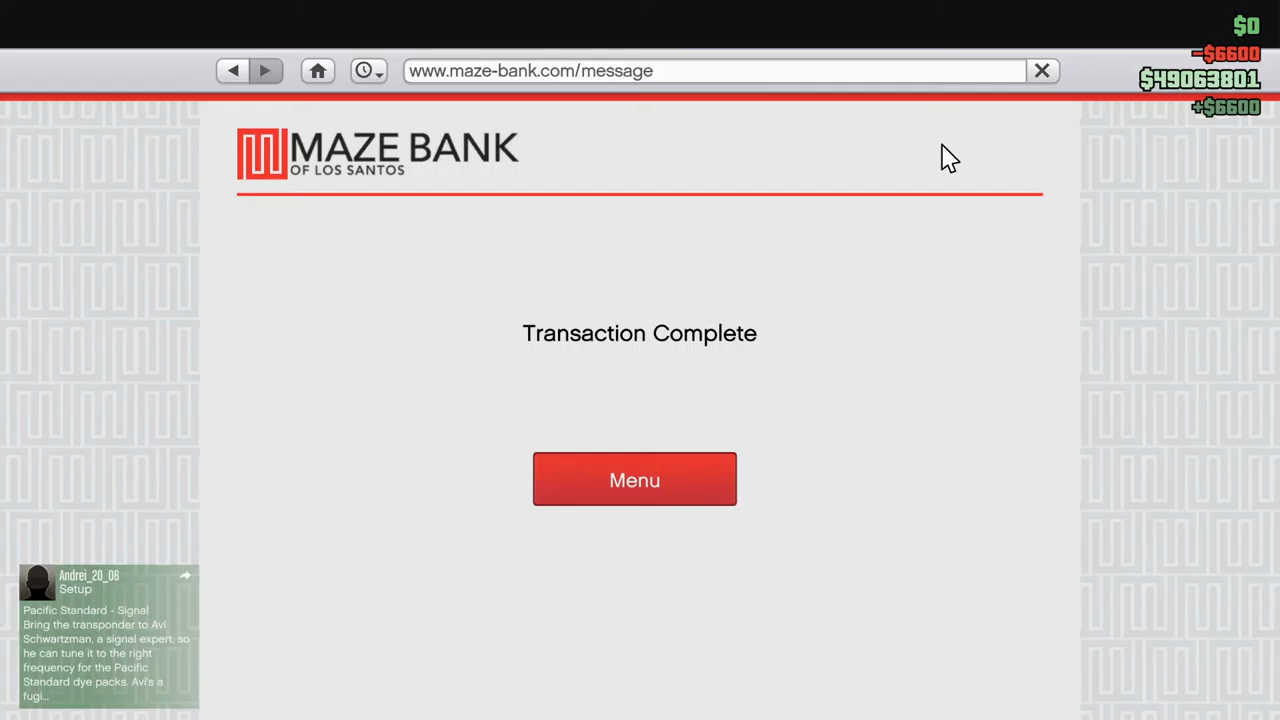 $0
-$6600
www.maze-bank.com/message
$49063801
+$6600
MAZE BANK
OF LOS SANTOS
Transaction Complete
Menu
Andrei_20_06
Setup
Pacific Standard - Signal
Bring the transponder to Avi
Schwartzman, a signal expert, so
he can tune it to the right
frequency for the Pacific
Standard dye packs. Avi's a
fugi...